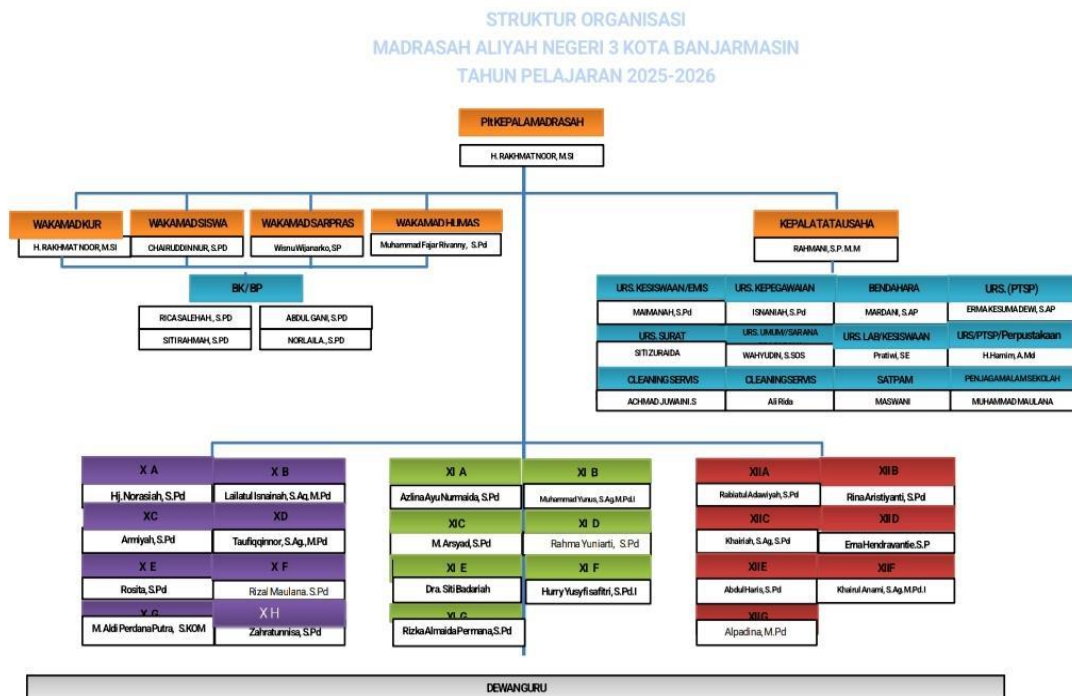 STRUKTUR ORGANISASI
MADRASAH ALIYAH NEGERI 3 KOTA BANJARMASIN
TAHUN PELAJARAN 2025-2026
Plt KEPALA MADRASAH
H. RAKHMAT NOOR, M.SI
WAKAMAD KUR
WAKAMAD SISWA
WAKAMAD SARPRAS
WAKAMAD HUMAS
KEPALA TATA USAHA
H. RAKHMAT NOOR, M.SI
CHAIRUDDIN NUR, S.PD
Wisnu Wijanarko, SP
Muhammad Fajar Rivanny, S.Pd
RAHMANI, S.P. M.M
BK / BP
RICA SALEHAH., S.PD
ABDUL GANI, S.PD
SITI RAHMAH, S.PD
NORLAILA., S.PD
URS. KESISWAAN/EMIS
URS. KEPEGAWAIAN
BENDAHARA
URS. (PTSP)
MAIMANAH, S.Pd
ISNANIAH, S.Pd
MARDANI, S.AP
ERMA KESUMA DEWI, S.AP
URS. SURAT
URS. UMUM//SARANA
URS. LAB/KESISWAAN
URS/PTSP/Perpustakaan
SITI ZURAIDA
WAHYUDIN, S.SOS
Pratiwi, SE
H.Hamim, A.Md
CLEANING SERVIS
CLEANING SERVIS
SATPAM
PENJAGA MALAM SEKOLAH
ACHMAD JUWAINI.S
Ali Rida
MASWANI
MUHAMMAD MAULANA
X A
X B
Hj. Norasiah, S.Pd
Lailatul Isnainah, S.Ag, M.Pd
XC
XD
Armiyah, S.Pd
Taufiqqinnor, S.Ag., M.Pd
X E
X F
Rosita, S.Pd
Rizal Maulana. S.Pd
X G
X H
M. Aldi Perdana Putra, S.KOM
Zahratunnisa, S.Pd
XI A
XI B
Azlina Ayu Nurmaida, S.Pd
Muhammad Yunus, S.Ag.M.Pd.I
XI C
XI D
M. Arsyad, S.Pd
Rahma Yuniarti, S.Pd
XI E
XI F
Dra. Siti Badariah
Hurry Yusyfi safitri, S.Pd.I
XI G
Rizka Almaida Permana, S.Pd
XII A
XII B
Rabiatul Adawiyah, S.Pd
Rina Aristiyanti, S.Pd
XII C
XII D
Khairiah, S.Ag, S.Pd
Erna Hendravantie. S.P
XII E
XII F
Abdul Haris, S.Pd
Khairul Anami, S.Ag, M.Pd.I
XII G
Alpadina, M.Pd
DEWAN GURU